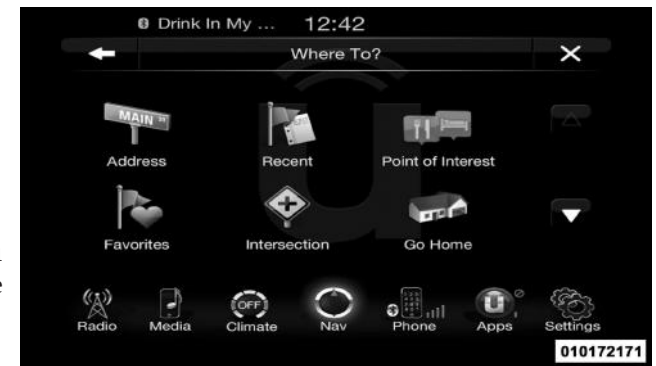 Drink In My ... 12:42
Where To?
MAIN ST
Address Recent Point of Interest
Favorites Intersection Go Home
OFF
Radio Media Climate Nav Phone Apps Settings
010172171